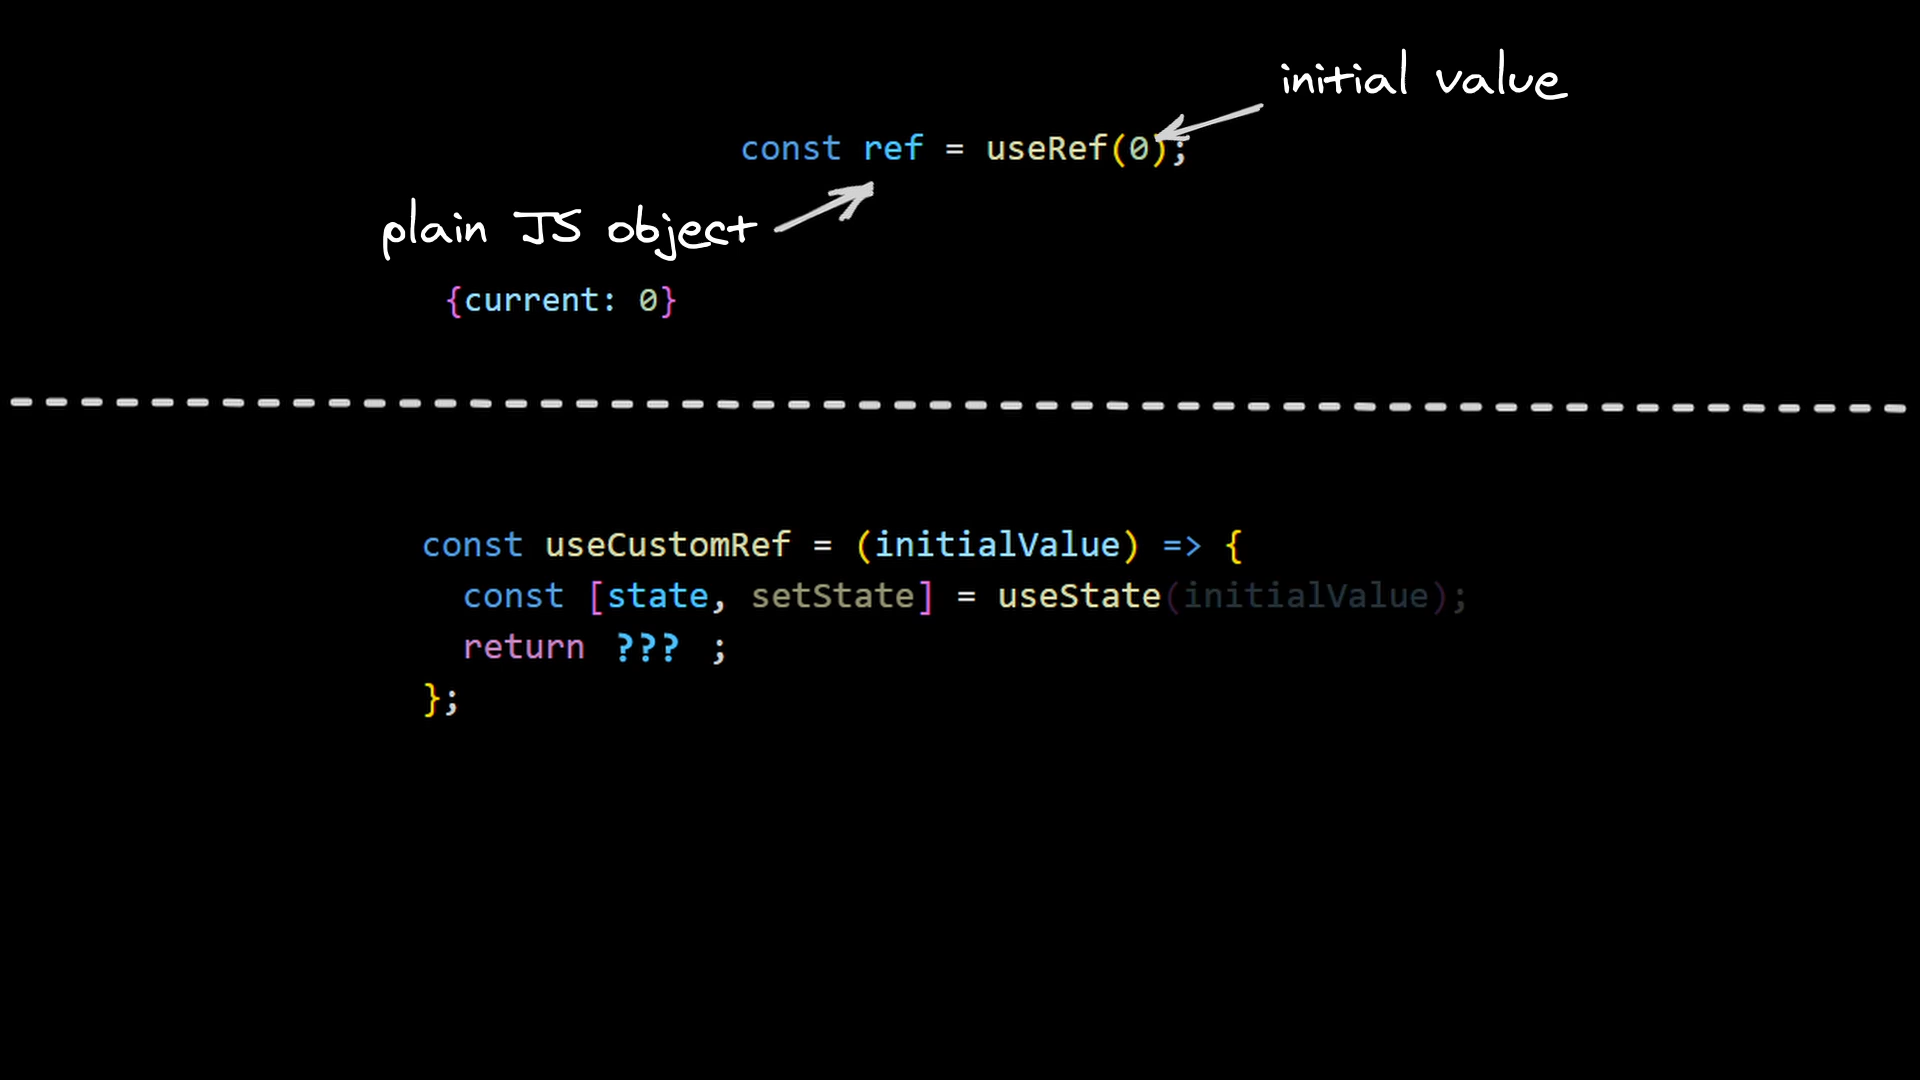 initial value
const ref = useRef(0);
plain JS object
{current: 0}
const useCustomRef = (initialValue) => {
const [state, setState] = useState(initialValue);
return ??? ;
};